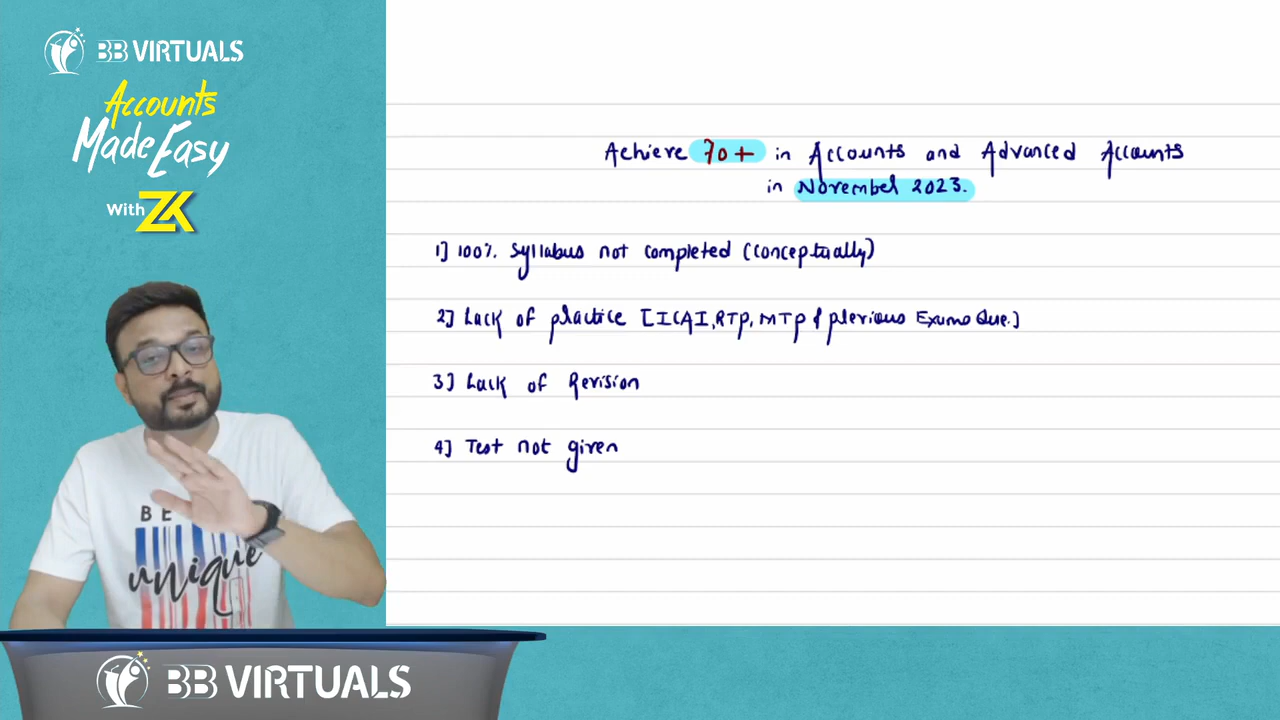 BB VIRTUALS
Accounts
Made Easy
With ZK
Achieve 70+ in Accounts and Advanced Accounts
in November 2023.
1] 100% Syllabus not completed (conceptually)
2] Lack of practice [ICAI, RTP, MTP & previous Exams Que.]
3] Lack of Revision
4] Test not given
BE
unique
BB VIRTUALS